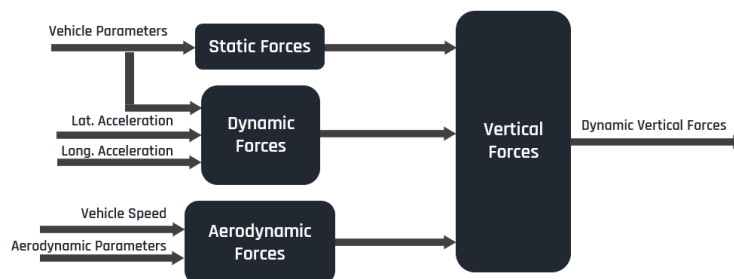 Vehicle Parameters
Static Forces
Lat. Acceleration
Long. Acceleration
Dynamic
Forces
Vertical
Forces
Dynamic Vertical Forces
Vehicle Speed
Aerodynamic Parameters
Aerodynamic
Forces